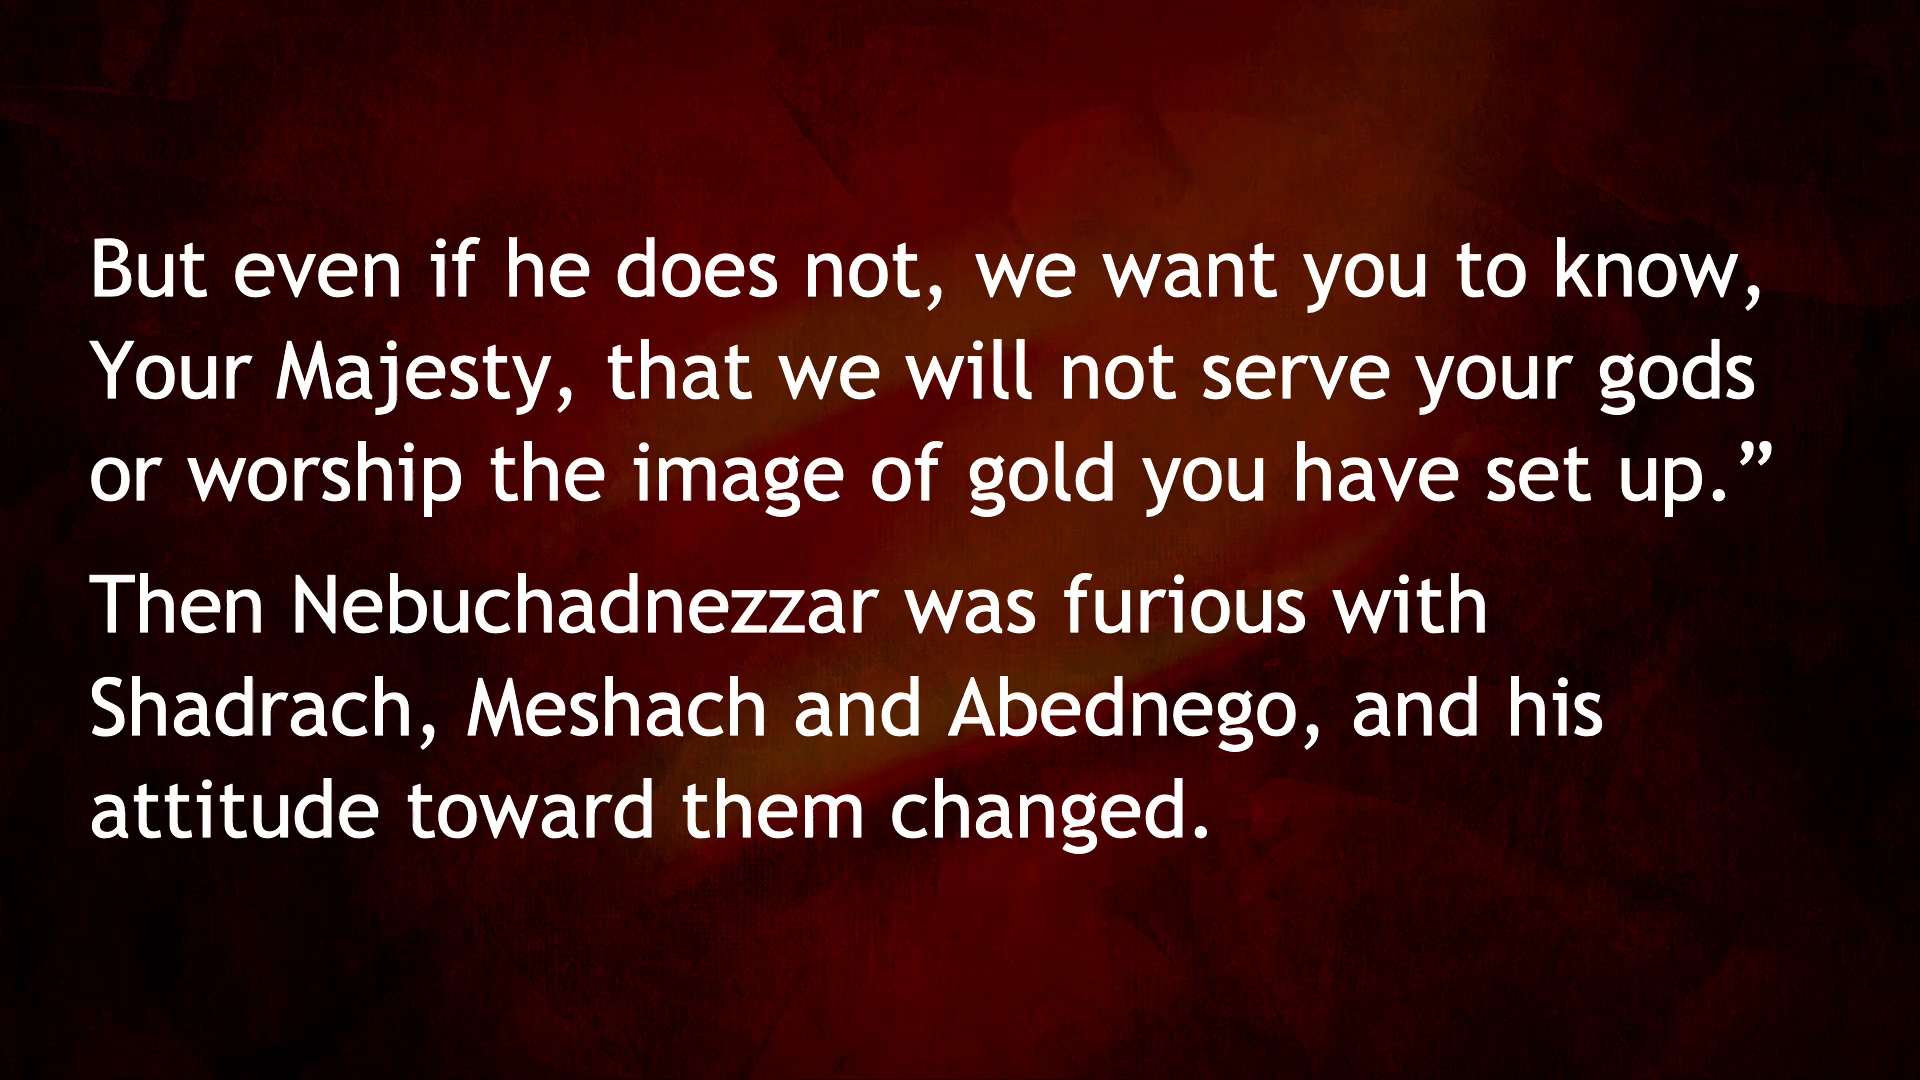 But even if he does not, we want you to know,
Your Majesty, that we will not serve your gods
or worship the image of gold you have set up.”
Then Nebuchadnezzar was furious with
Shadrach, Meshach and Abednego, and his
attitude toward them changed.